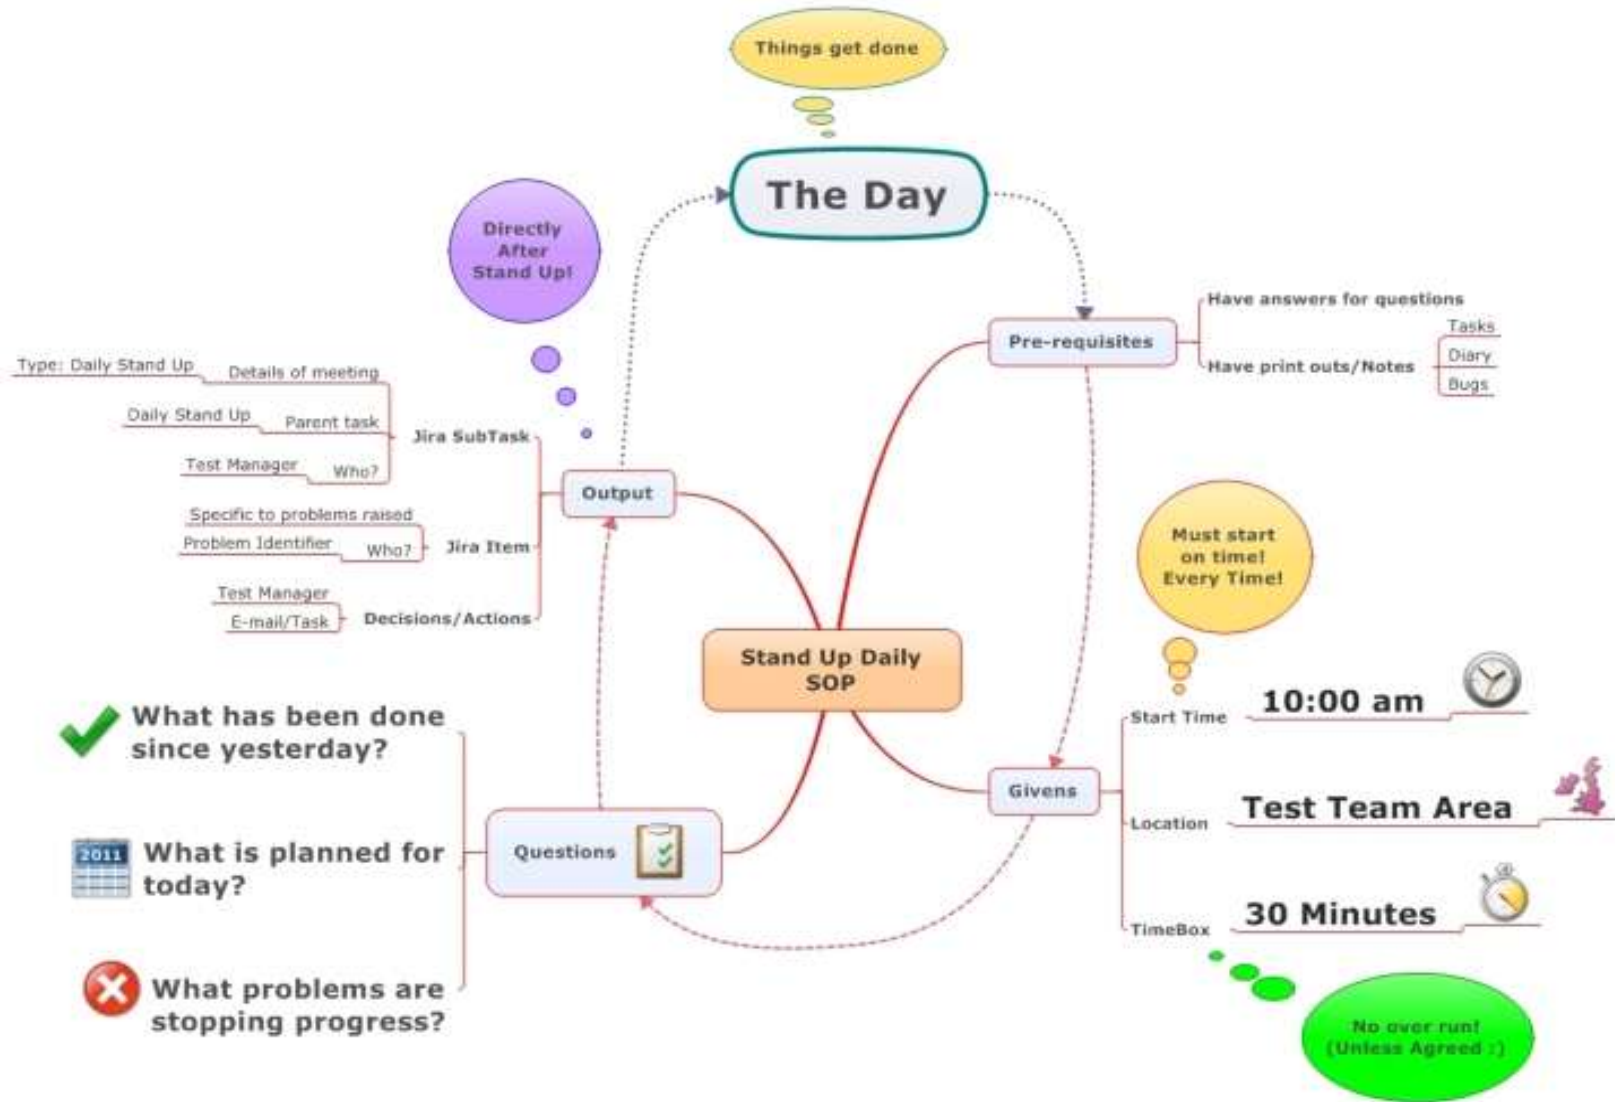 Things get done
The Day
Directly
After
Stand Up!
Pre-requisites
Have answers for questions
Have print outs/Notes
Tasks
Diary
Bugs
Type: Daily Stand Up
Details of meeting
Daily Stand Up
Parent task
Test Manager
Who?
Jira SubTask
Output
Specific to problems raised
Problem Identifier
Who?
Jira Item
Test Manager
E-mail/Task
Decisions/Actions
Must start
on time!
Every Time!
Stand Up Daily
SOP
Start Time
10:00 am
Givens
Location
Test Team Area
TimeBox
30 Minutes
No over run!
(Unless Agreed :)
Questions
What has been done
since yesterday?
2011
What is planned for
today?
What problems are
stopping progress?